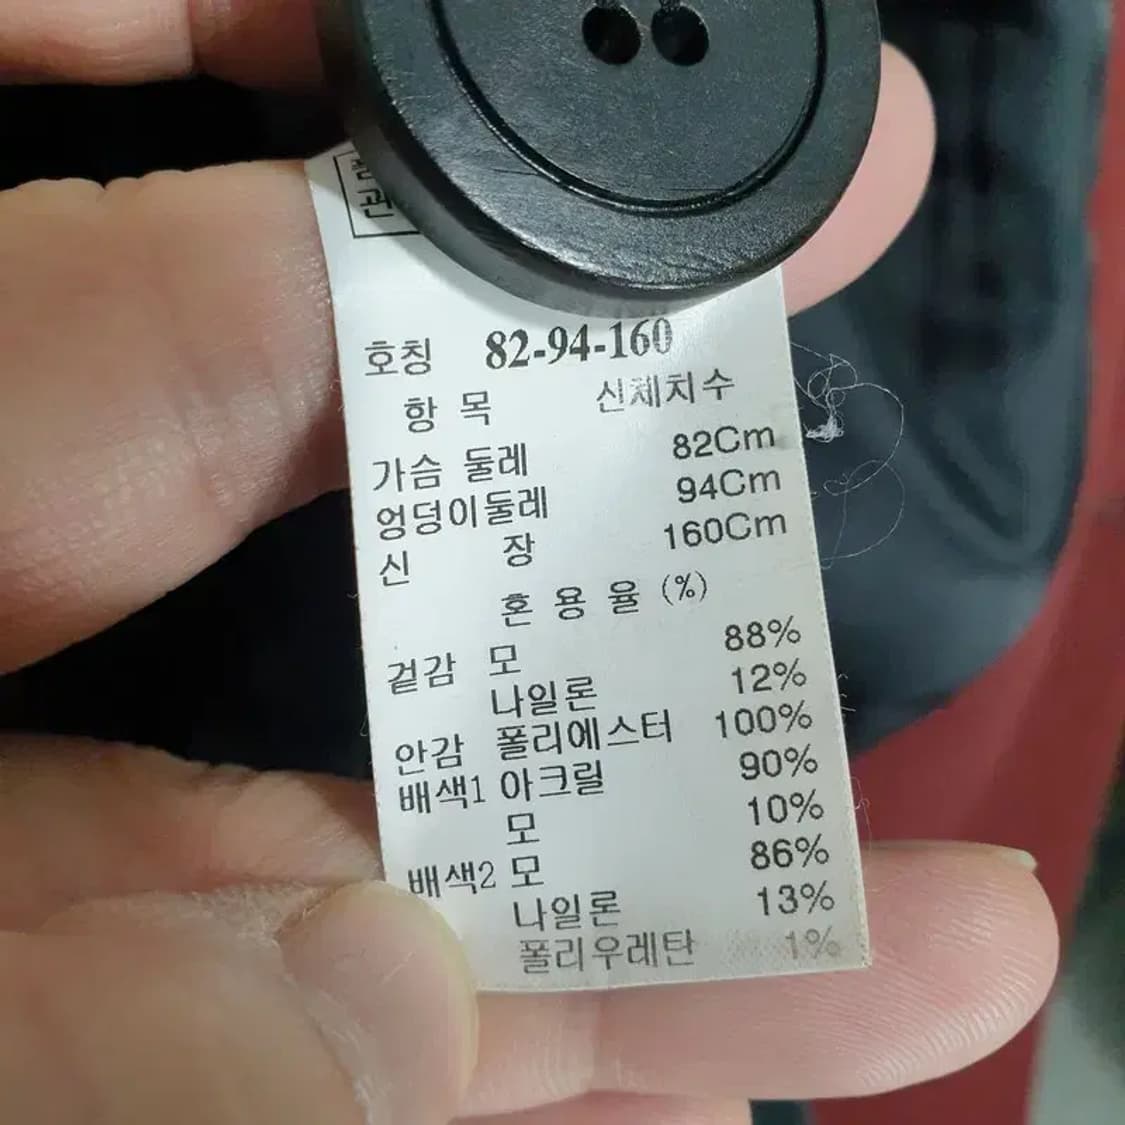 관
호칭 82-94-160
항 목 신체치수
가슴 둘레 82Cm
엉덩이둘레 94Cm
신 장 160Cm
혼 용 율 (%)
겉감 모 88%
나일론 12%
안감 폴리에스터 100%
배색1 아크릴 90%
모 10%
배색2 모 86%
나일론 13%
폴리우레탄 1%